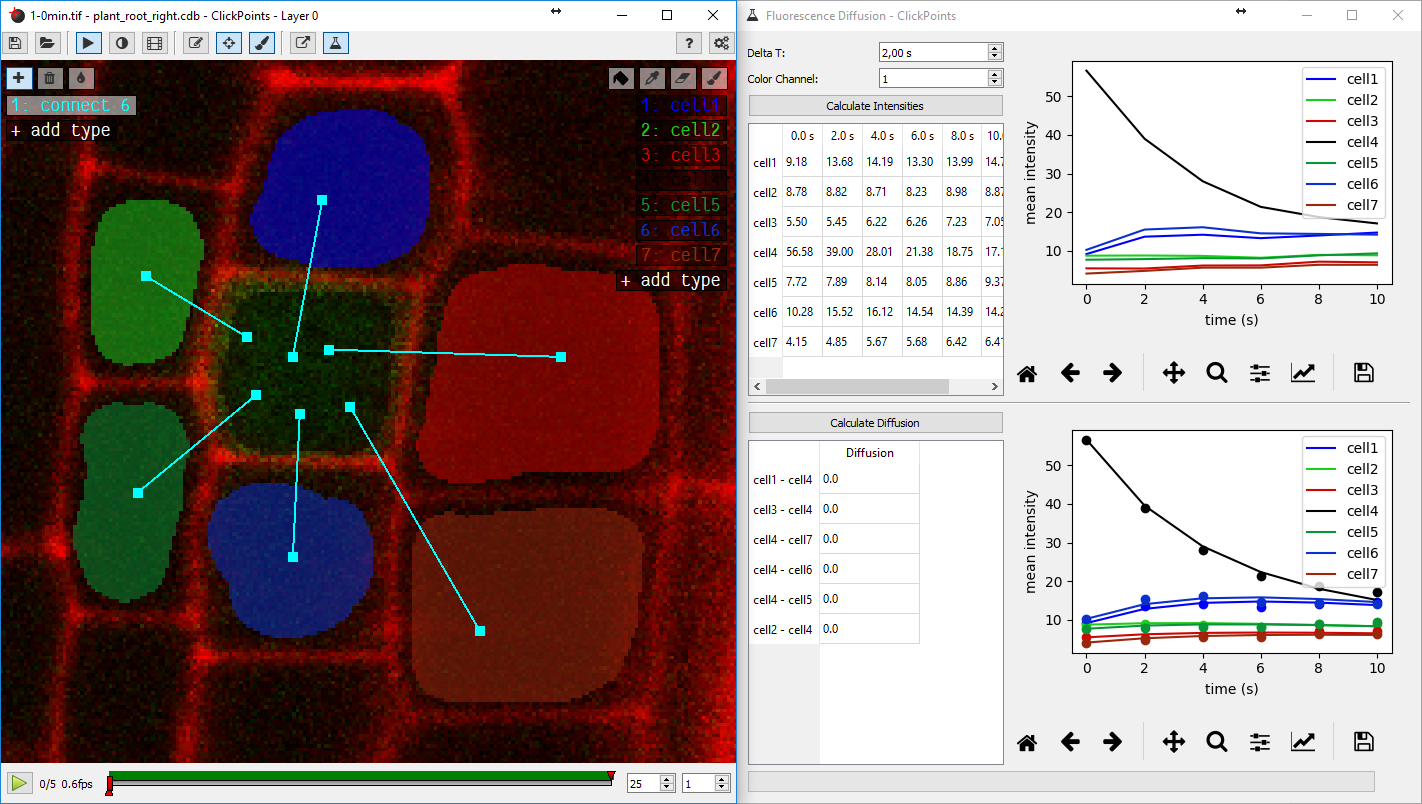 1-0min.tif - plant_root_right.cdb - ClickPoints - Layer 0
?
1: connect 6
+ add type
1: cell1
2: cell2
3: cell3
5: cell5
6: cell6
7: cell7
+ add type
0/5 0.6fps
25
1
Fluorescence Diffusion - ClickPoints
Delta T:
2,00 s
Color Channel:
1
Calculate Intensities
0.0 s 2.0 s 4.0 s 6.0 s 8.0 s 10.
cell1 9.18 13.68 14.19 13.30 13.99 14.7
cell2 8.78 8.82 8.71 8.23 8.98 8.87
cell3 5.50 5.45 6.22 6.26 7.23 7.05
cell4 56.58 39.00 28.01 21.38 18.75 17.1
cell5 7.72 7.89 8.14 8.05 8.86 9.37
cell6 10.28 15.52 16.12 14.54 14.39 14.2
cell7 4.15 4.85 5.67 5.68 6.42 6.41
mean intensity
50
40
30
20
10
0 2 4 6 8 10
time (s)
cell1
cell2
cell3
cell4
cell5
cell6
cell7
Calculate Diffusion
Diffusion
cell1 - cell4 0.0
cell3 - cell4 0.0
cell4 - cell7 0.0
cell4 - cell6 0.0
cell4 - cell5 0.0
cell2 - cell4 0.0
mean intensity
50
40
30
20
10
0 2 4 6 8 10
time (s)
cell1
cell2
cell3
cell4
cell5
cell6
cell7